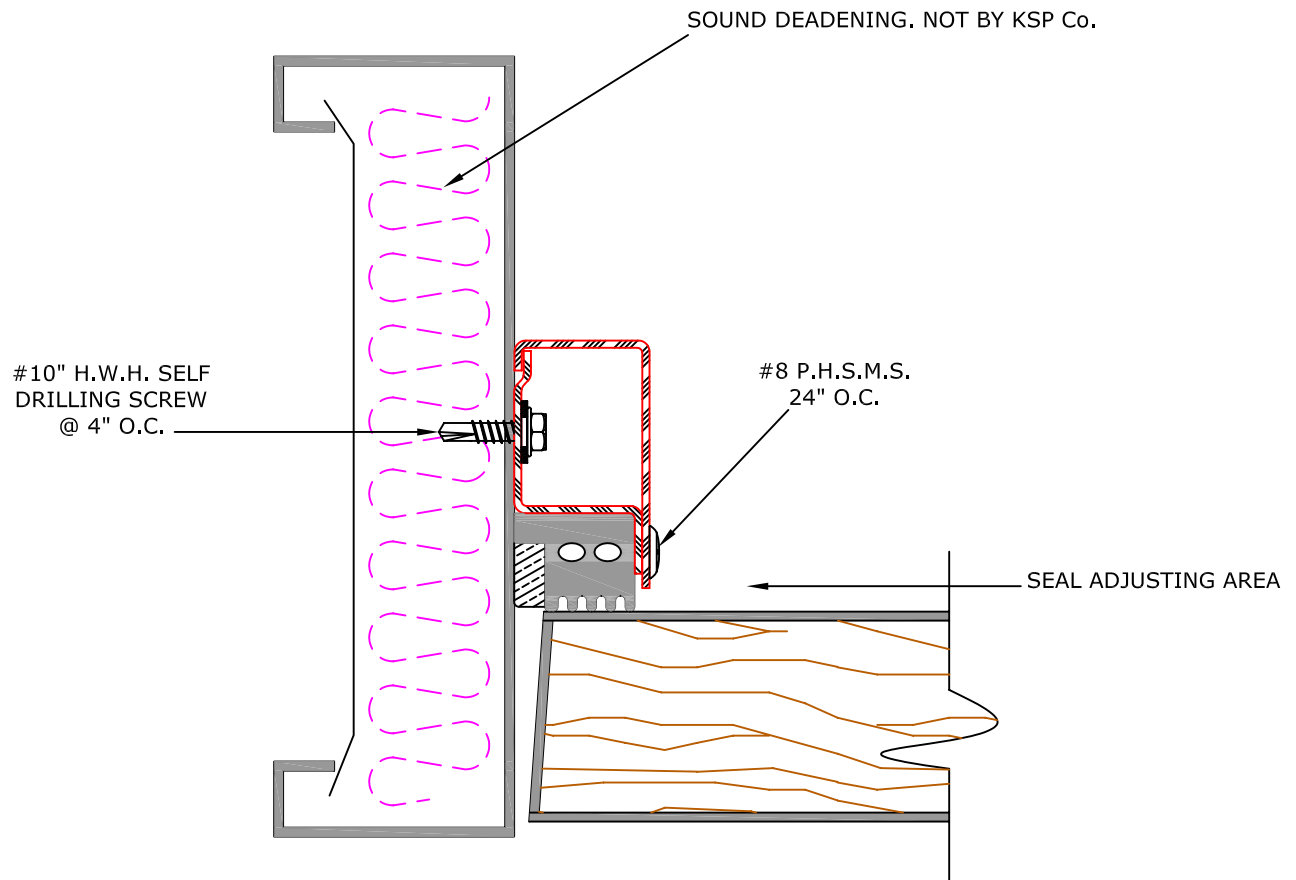 SOUND DEADENING. NOT BY KSP Co.
#10" H.W.H. SELF
DRILLING SCREW
@ 4" O.C.
#8 P.H.S.M.S.
24" O.C.
SEAL ADJUSTING AREA